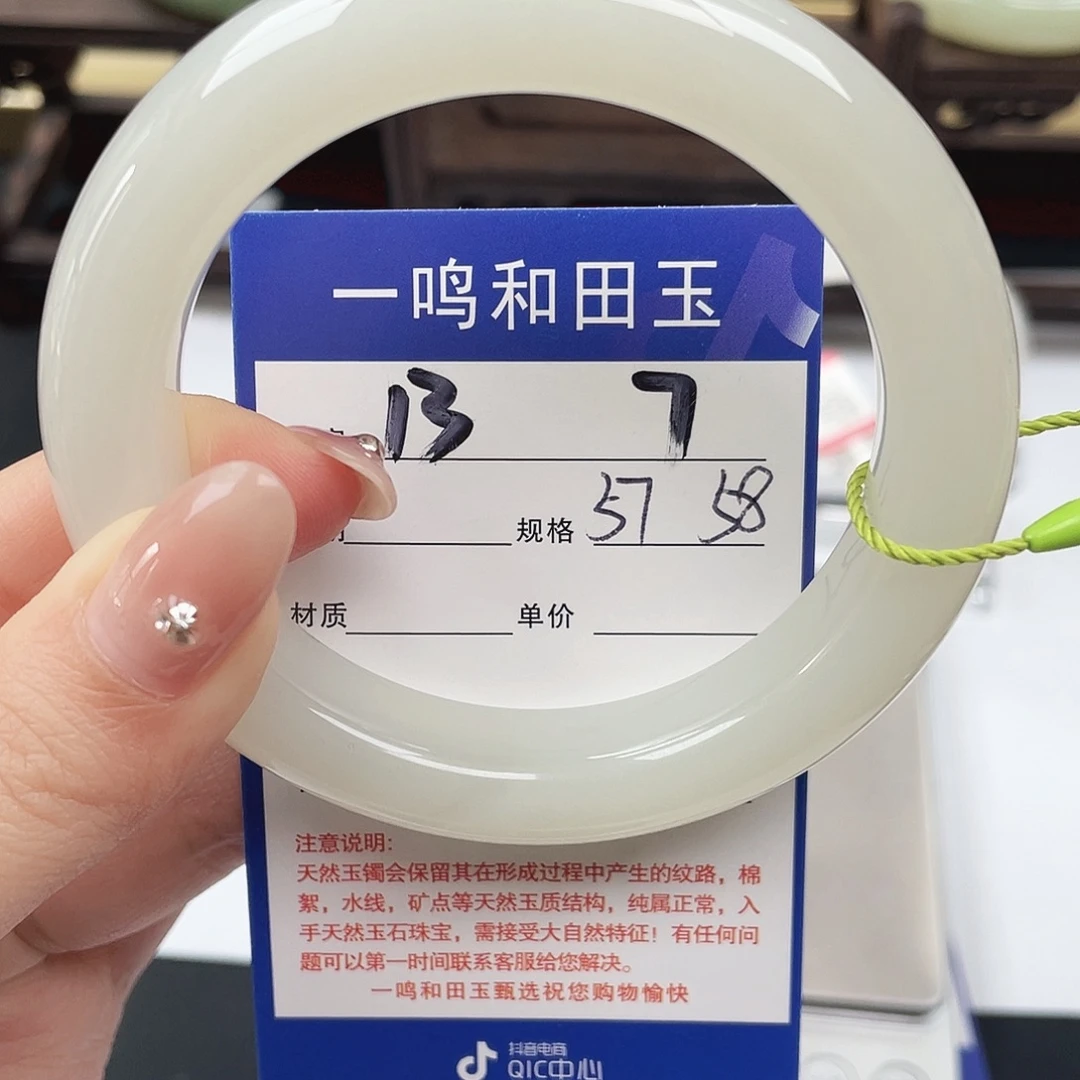 一鸣和田玉
13 7
规格 57 58
材质 单价
注意说明:
天然玉镯会保留其在形成过程中产生的纹路，棉
絮，水线，矿点等天然玉质结构，纯属正常，入
手天然玉石珠宝，需接受大自然特征！有任何问
题可以第一时间联系客服给您解决。
一鸣和田玉甄选祝您购物愉快
抖音电商
QIC中心